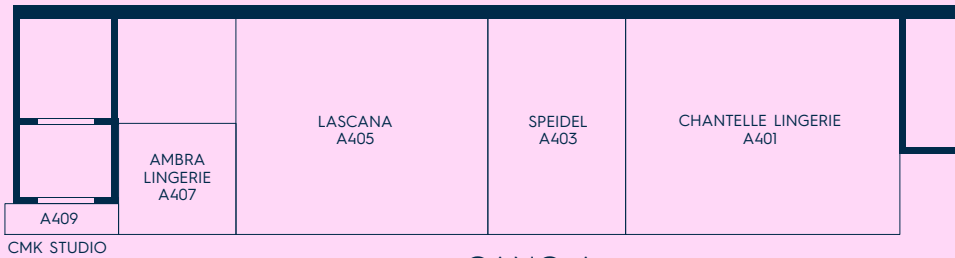 LASCANA
A405
SPEIDEL
A403
CHANTELLE LINGERIE
A401
AMBRA
LINGERIE
A407
A409
CMK STUDIO